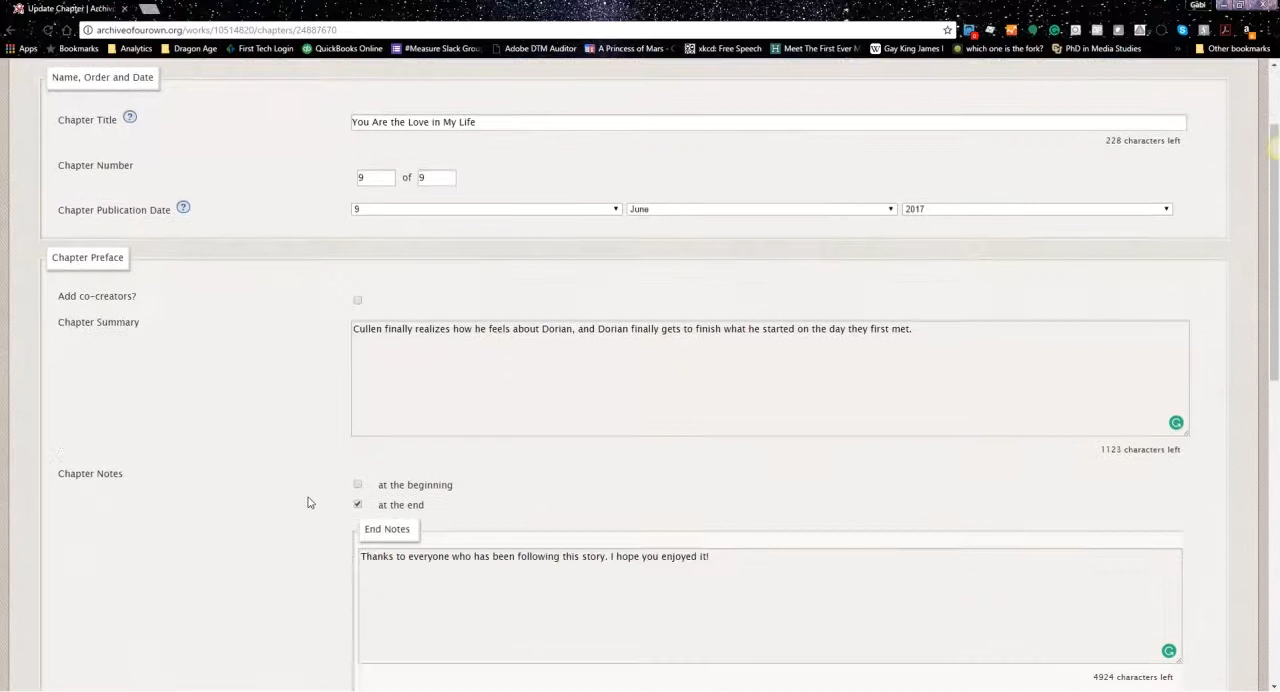 Update Chapter | Archiv
Gabi
archiveofourown.org/works/10514820/chapters/24887670
Apps Bookmarks Analytics Dragon Age First Tech Login QuickBooks Online #Measure Slack Grou Adobe DTM Auditor A Princess of Mars - xkcd: Free Speech Meet The First Ever M Gay King James I which one is the fork? PhD in Media Studies » Other bookmarks
Name, Order and Date
Chapter Title ?
You Are the Love in My Life
228 characters left
Chapter Number
9 of 9
Chapter Publication Date ?
9 June 2017
Chapter Preface
Add co-creators?
Chapter Summary
Cullen finally realizes how he feels about Dorian, and Dorian finally gets to finish what he started on the day they first met.
1123 characters left
Chapter Notes
at the beginning
at the end
End Notes
Thanks to everyone who has been following this story. I hope you enjoyed it!
4924 characters left